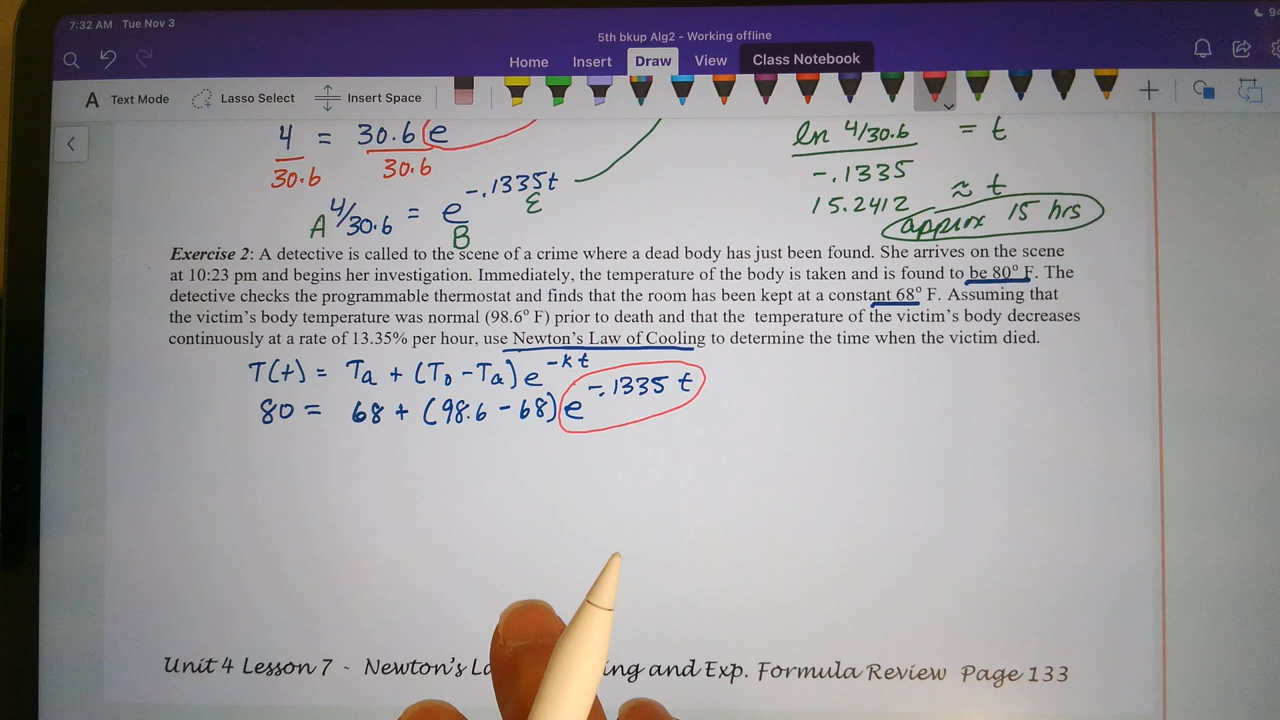 7:32 AM Tue Nov 3
94
5th bkup Alg2 - Working offline
Home Insert Draw View Class Notebook
A Text Mode Lasso Select Insert Space
4 = 30.6(e
30.6 30.6
A 4/30.6 = e -.1335t
B E
ln 4/30.6 = t
-.1335
15.2412 ≈ t
approx 15 hrs
Exercise 2: A detective is called to the scene of a crime where a dead body has just been found. She arrives on the scene
at 10:23 pm and begins her investigation. Immediately, the temperature of the body is taken and is found to be 80° F. The
detective checks the programmable thermostat and finds that the room has been kept at a constant 68° F. Assuming that
the victim's body temperature was normal (98.6° F) prior to death and that the temperature of the victim's body decreases
continuously at a rate of 13.35% per hour, use Newton's Law of Cooling to determine the time when the victim died.
T(t) = Ta + (To - Ta) e -kt
80 = 68 + (98.6 - 68) e -.1335 t
Unit 4 Lesson 7 - Newton's La ing and Exp. Formula Review Page 133